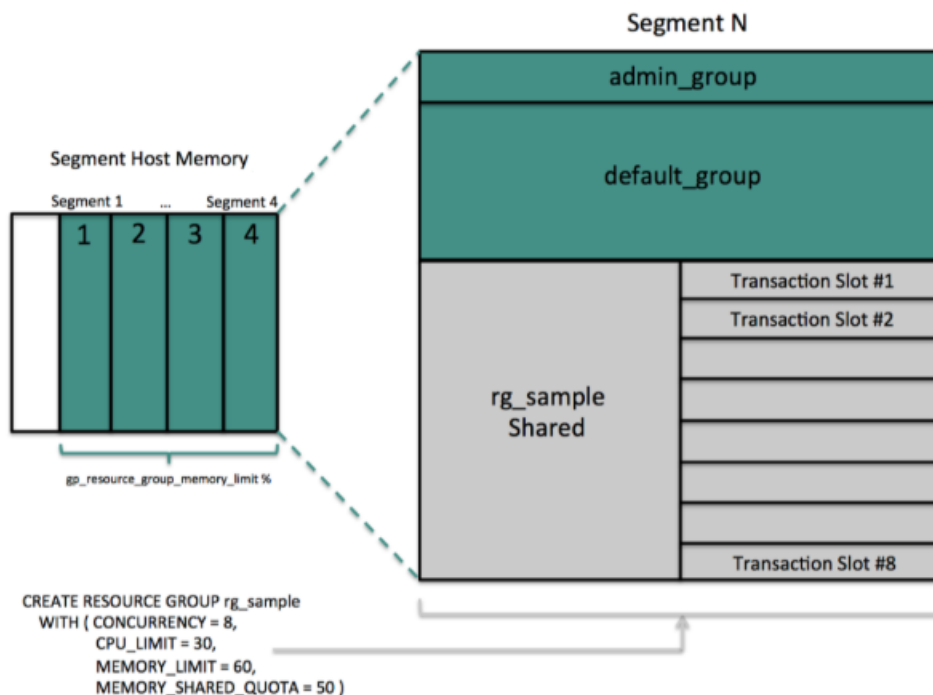 Segment N
admin_group
default_group
Segment Host Memory
Segment 1 ... Segment 4
1 2 3 4
gp_resource_group_memory_limit %
rg_sample
Shared
Transaction Slot #1
Transaction Slot #2
Transaction Slot #8
CREATE RESOURCE GROUP rg_sample
WITH ( CONCURRENCY = 8,
CPU_LIMIT = 30,
MEMORY_LIMIT = 60,
MEMORY_SHARED_QUOTA = 50 )